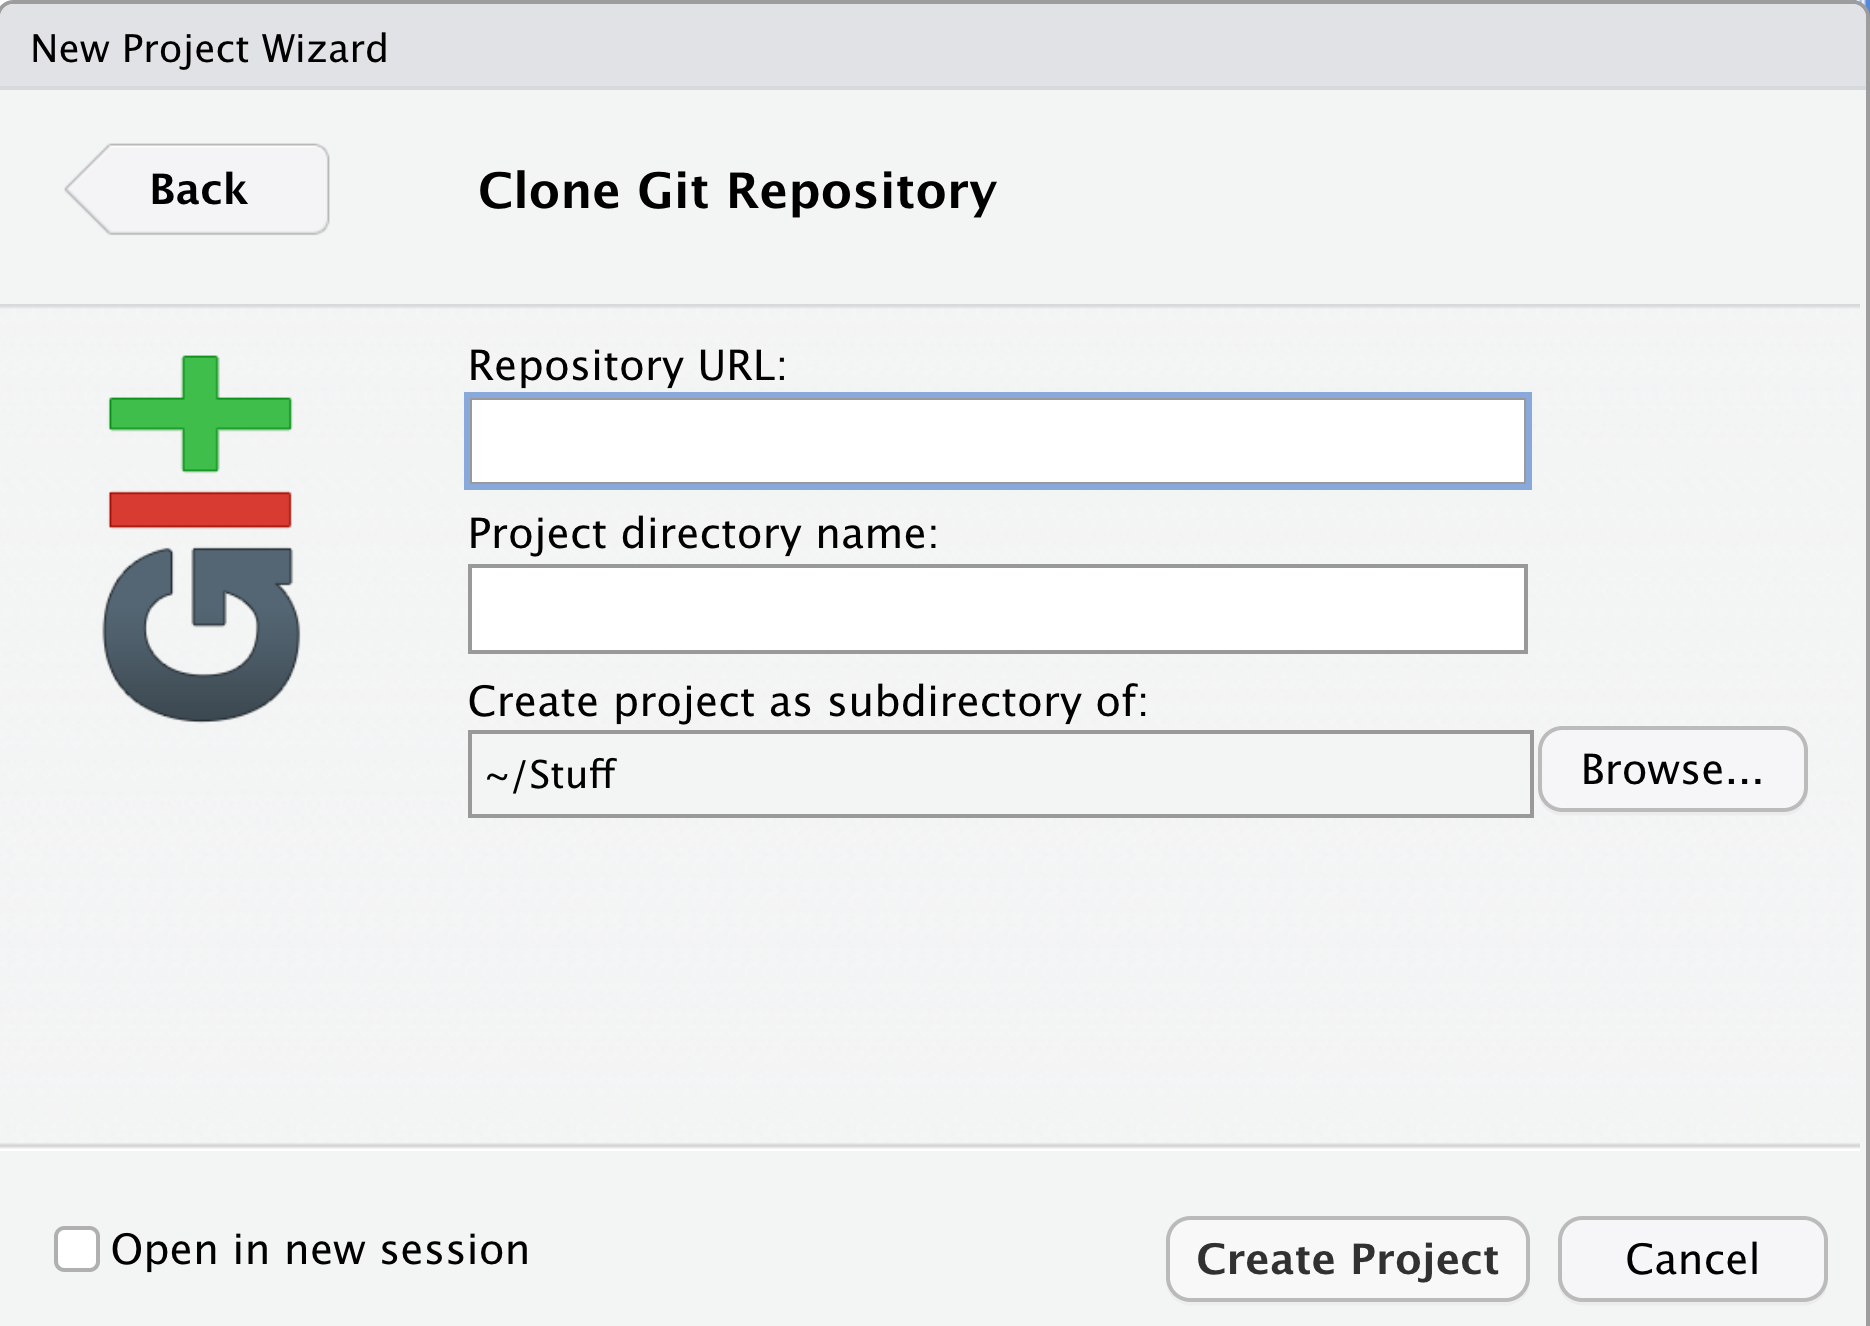 New Project Wizard
Back
Clone Git Repository
GIT
Repository URL:
Project directory name:
Create project as subdirectory of:
~/Stuff
Browse...
Open in new session
Create Project
Cancel